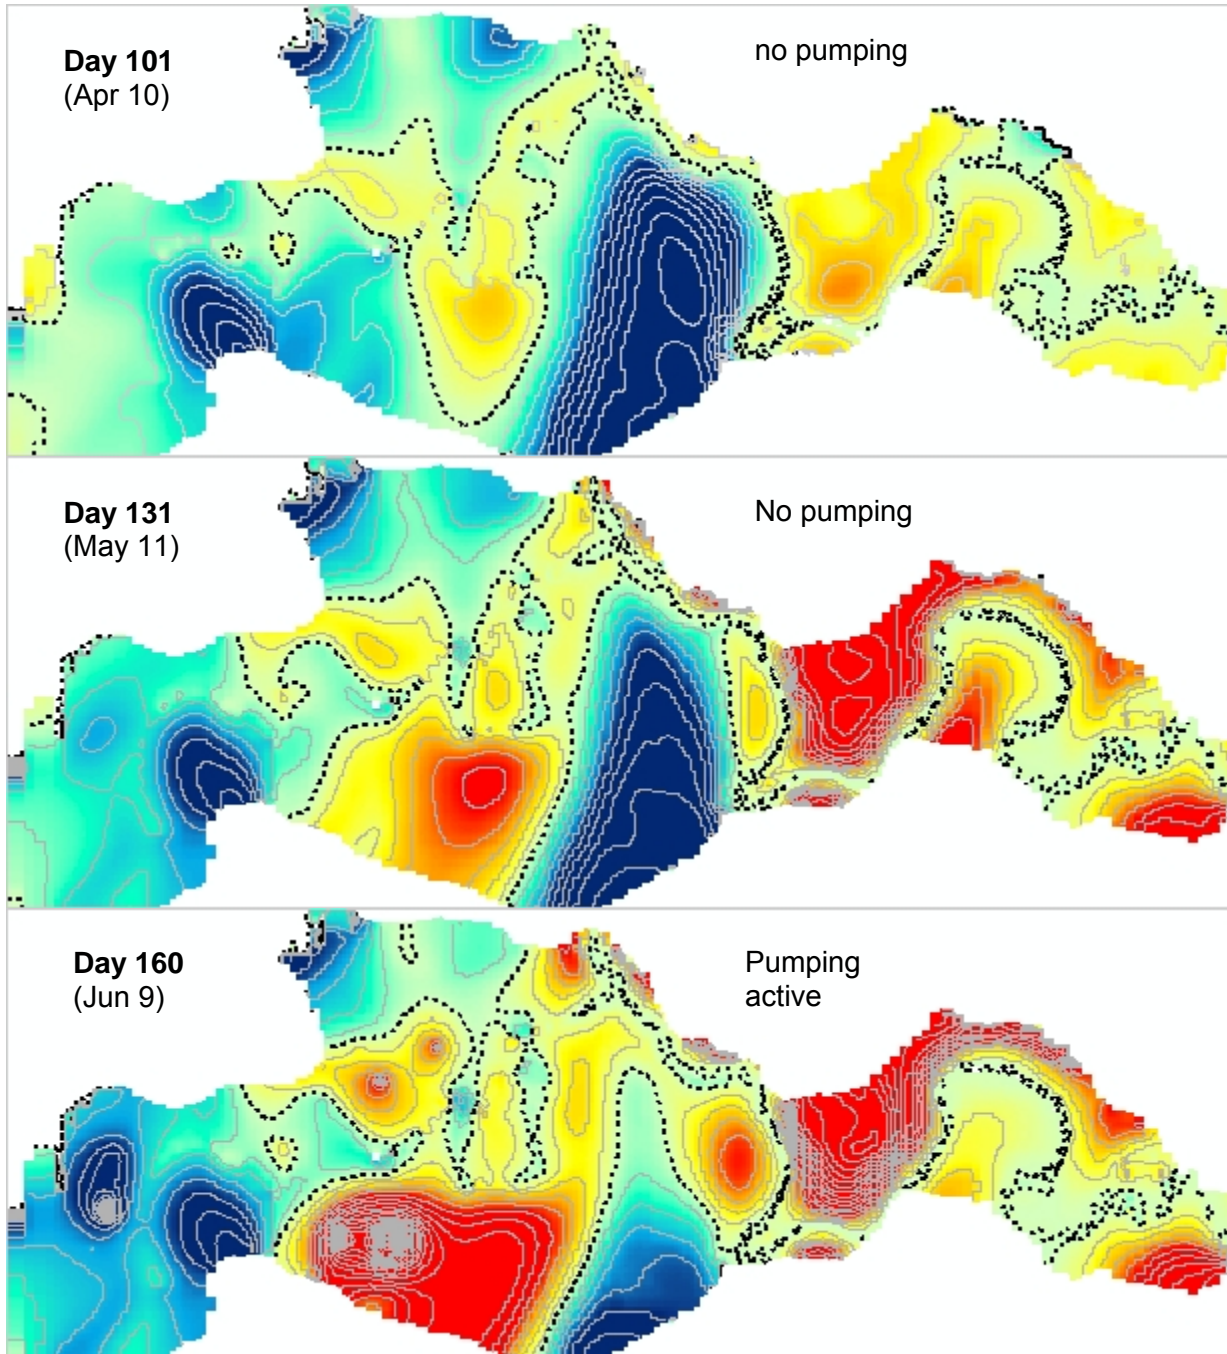 Day 101
(Apr 10)
no pumping
Day 131
(May 11)
No pumping
Day 160
(Jun 9)
Pumping
active